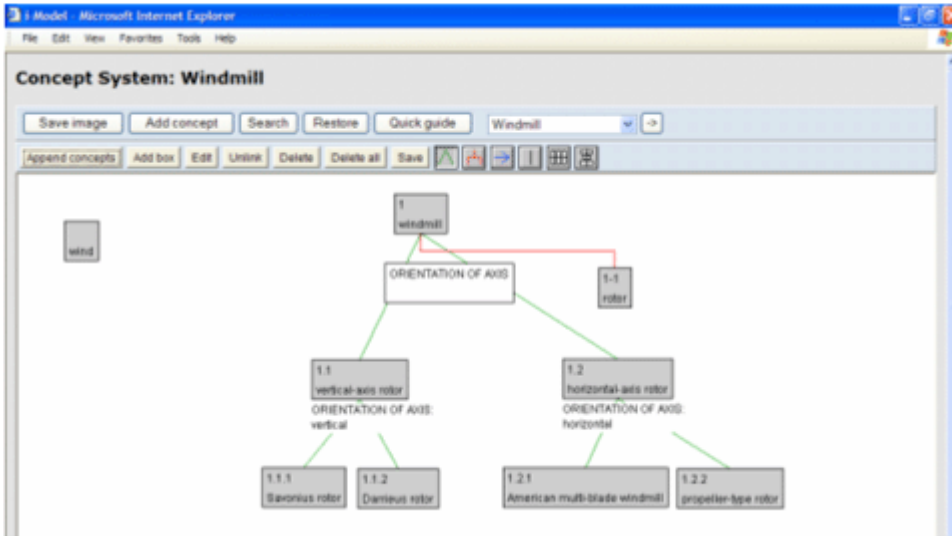 i-Model - Microsoft Internet Explorer
File Edit View Favorites Tools Help
Concept System: Windmill
Save image Add concept Search Restore Quick guide Windmill ->
Append concepts Add box Edit Unlink Delete Delete all Save
1
windmill
wind
ORIENTATION OF AXIS
1-1
rotor
1.1
vertical-axis rotor
1.2
horizontal-axis rotor
ORIENTATION OF AXIS:
vertical
ORIENTATION OF AXIS:
horizontal
1.1.1
Savonius rotor
1.1.2
Darrieus rotor
1.2.1
American multi-blade windmill
1.2.2
propeller-type rotor